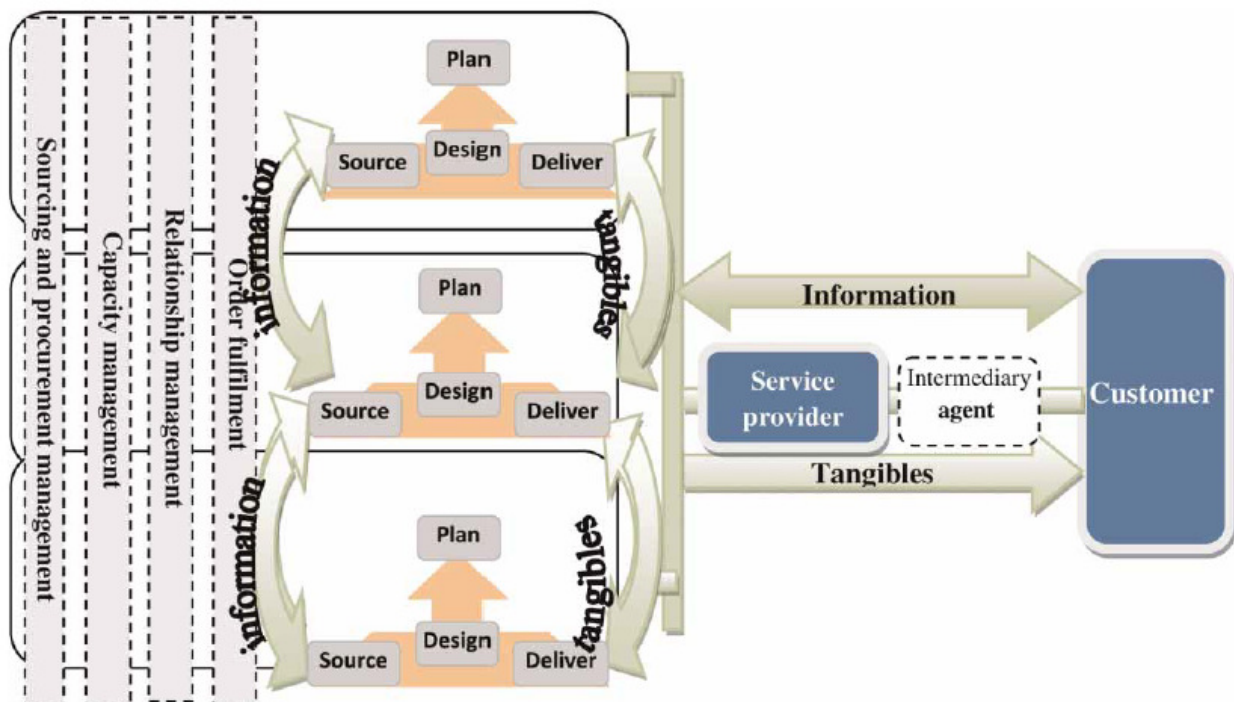 Sourcing and procurement management
Capacity management
Relationship management
Order fulfilment
Plan
Source
Design
Deliver
information
tangibles
Plan
Source
Design
Deliver
information
tangibles
Plan
Source
Design
Deliver
Information
Service
provider
Intermediary
agent
Customer
Tangibles